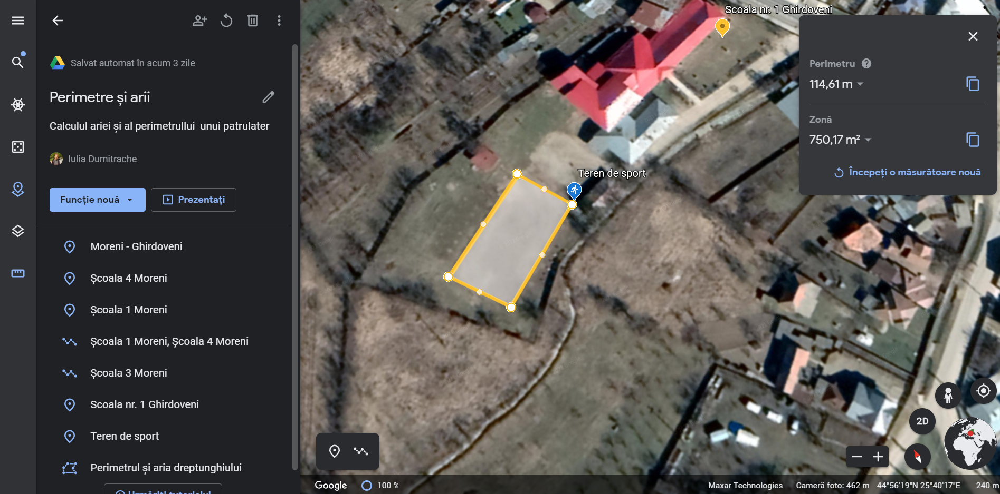 Salvat automat în acum 3 zile
Perimetre și arii
Calculul ariei și al perimetrullui  unui patrulater
Iulia Dumitrache
Funcție nouă
Prezentați
Moreni - Ghirdoveni
Școala 4 Moreni
Școala 1 Moreni
Școala 1 Moreni, Școala 4 Moreni
Școala 3 Moreni
Scoala nr. 1 Ghirdoveni
Teren de sport
Perimetrul și aria dreptunghiului
Urmăriți tutorialul
Scoala nr. 1 Ghirdoveni
Teren de sport
Perimetru
114,61 m
Zonă
750,17 m²
Începeți o măsurătoare nouă
2D
Google
100 %
Maxar Technologies
Cameră foto: 462 m
44°56'19"N 25°40'17"E
240 m